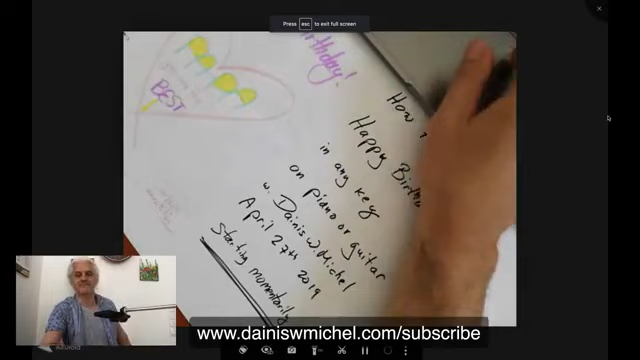 Press esc to exit full screen
Birthday!
BEST
How
Happy Birth
in any key
on piano or guitar
w. Dainis W. Michel
April 27th 2019
Starting momentarily
www.dainiswmichel.com/subscribe